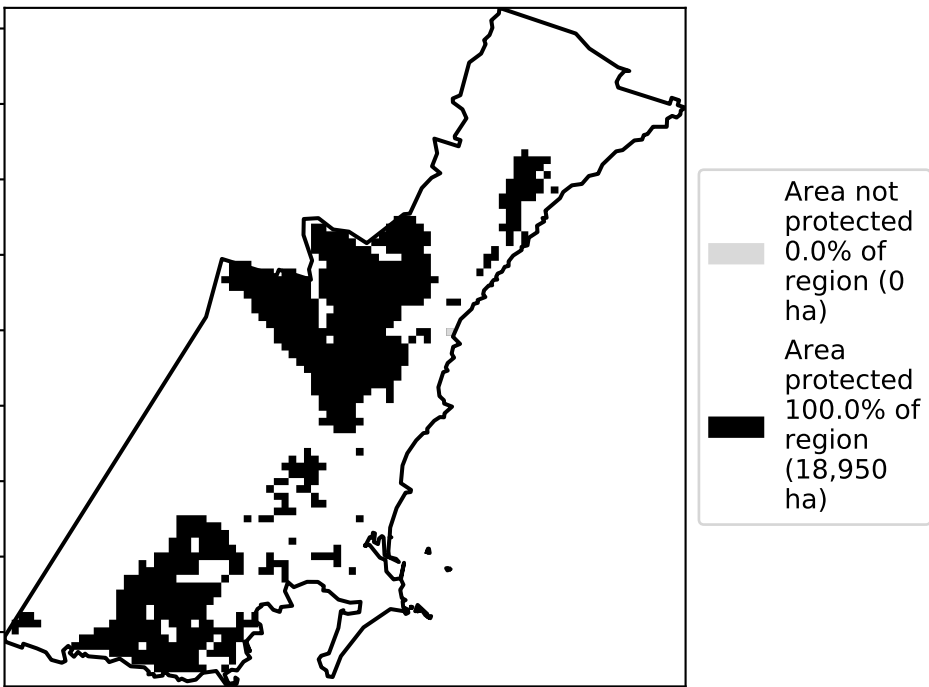 Area not
protected
0.0% of
region (0
ha)
Area
protected
100.0% of
region
(18,950
ha)